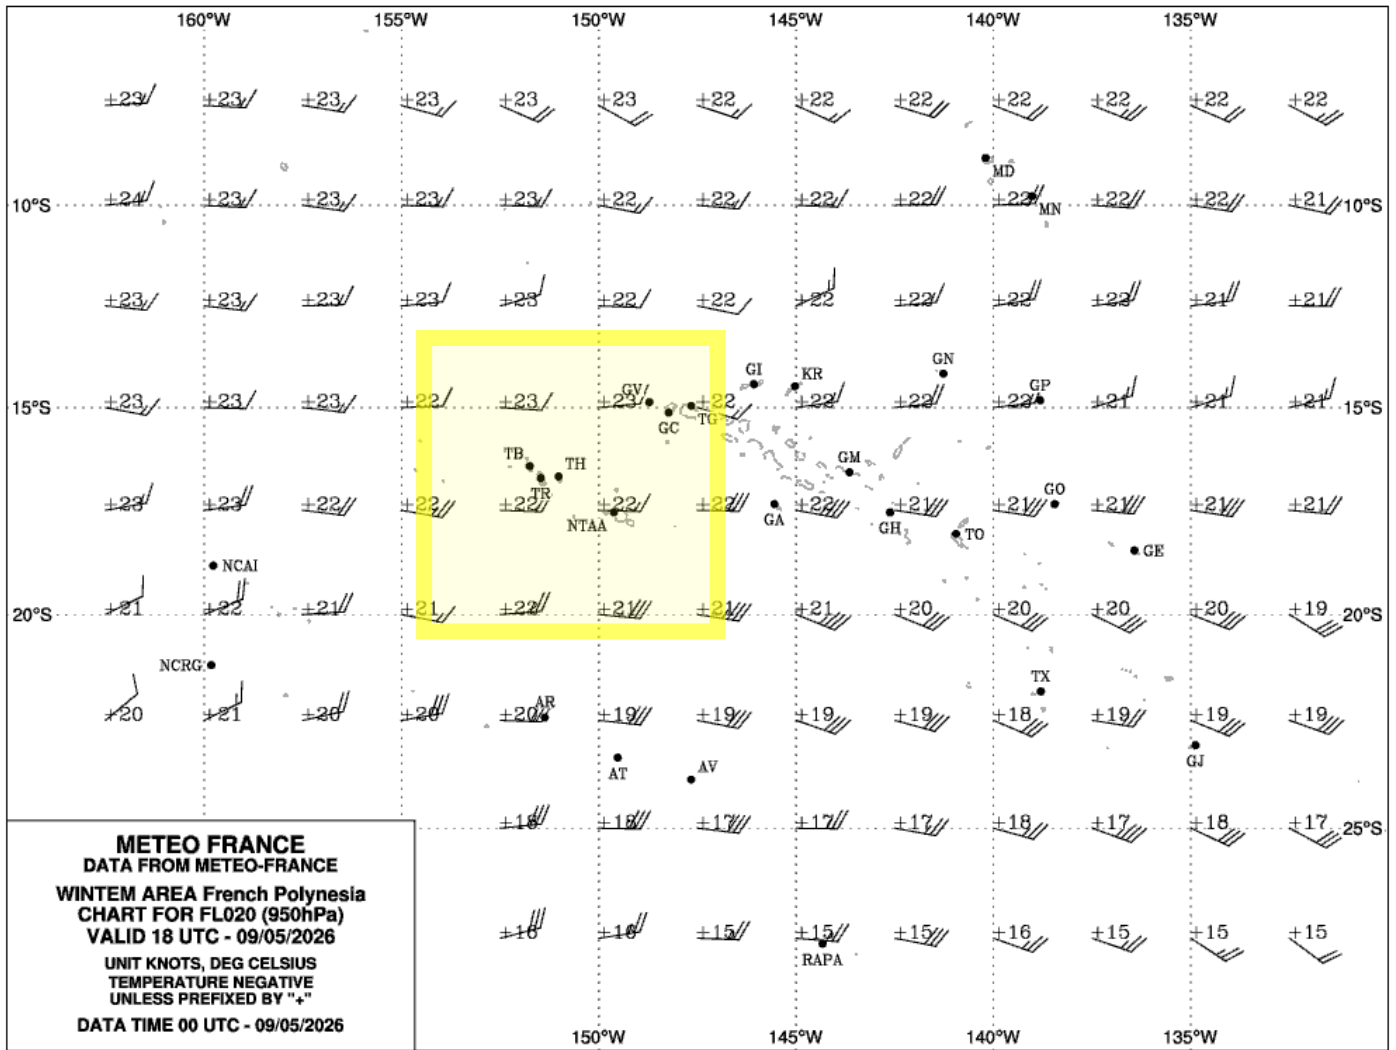 160°W 155°W 150°W 145°W 140°W 135°W
+23 +23 +23 +23 +23 +23 +22 +22 +22 +22 +22 +22 +22
MD
10°S +24 +23 +23 +23 +23 +22 +22 +22 +22 +22 +22 +22 +21 10°S
MN
+23 +23 +23 +23 +23 +22 +22 +22 +22 +22 +22 +21 +21
GI KR GN
GV GP
15°S +23 +23 +23 +22 +23 +23 +22 +22 +22 +22 +21 +21 +21 15°S
GC TG
TB TH GM
TR GO
+23 +23 +22 +22 +22 +22 +22 +22 +21 +21 +21 +21 +21
NTAA GA GH TO
GE
NCAI
20°S +21 +22 +21 +21 +22 +21 +21 +21 +20 +20 +20 +20 +19 20°S
NCRG
TX
AR
+20 +21 +20 +20 +20 +19 +19 +19 +19 +18 +19 +19 +19
AT AV GJ
+18 +18 +17 +17 +17 +18 +17 +18 +17
25°S
METEO FRANCE
DATA FROM METEO-FRANCE
WINTEM AREA French Polynesia
CHART FOR FL020 (950hPa)
VALID 18 UTC - 09/05/2026
UNIT KNOTS, DEG CELSIUS
TEMPERATURE NEGATIVE
UNLESS PREFIXED BY "+"
DATA TIME 00 UTC - 09/05/2026
+16 +16 +15 +15 +15 +16 +15 +15 +15
RAPA
150°W 145°W 140°W 135°W